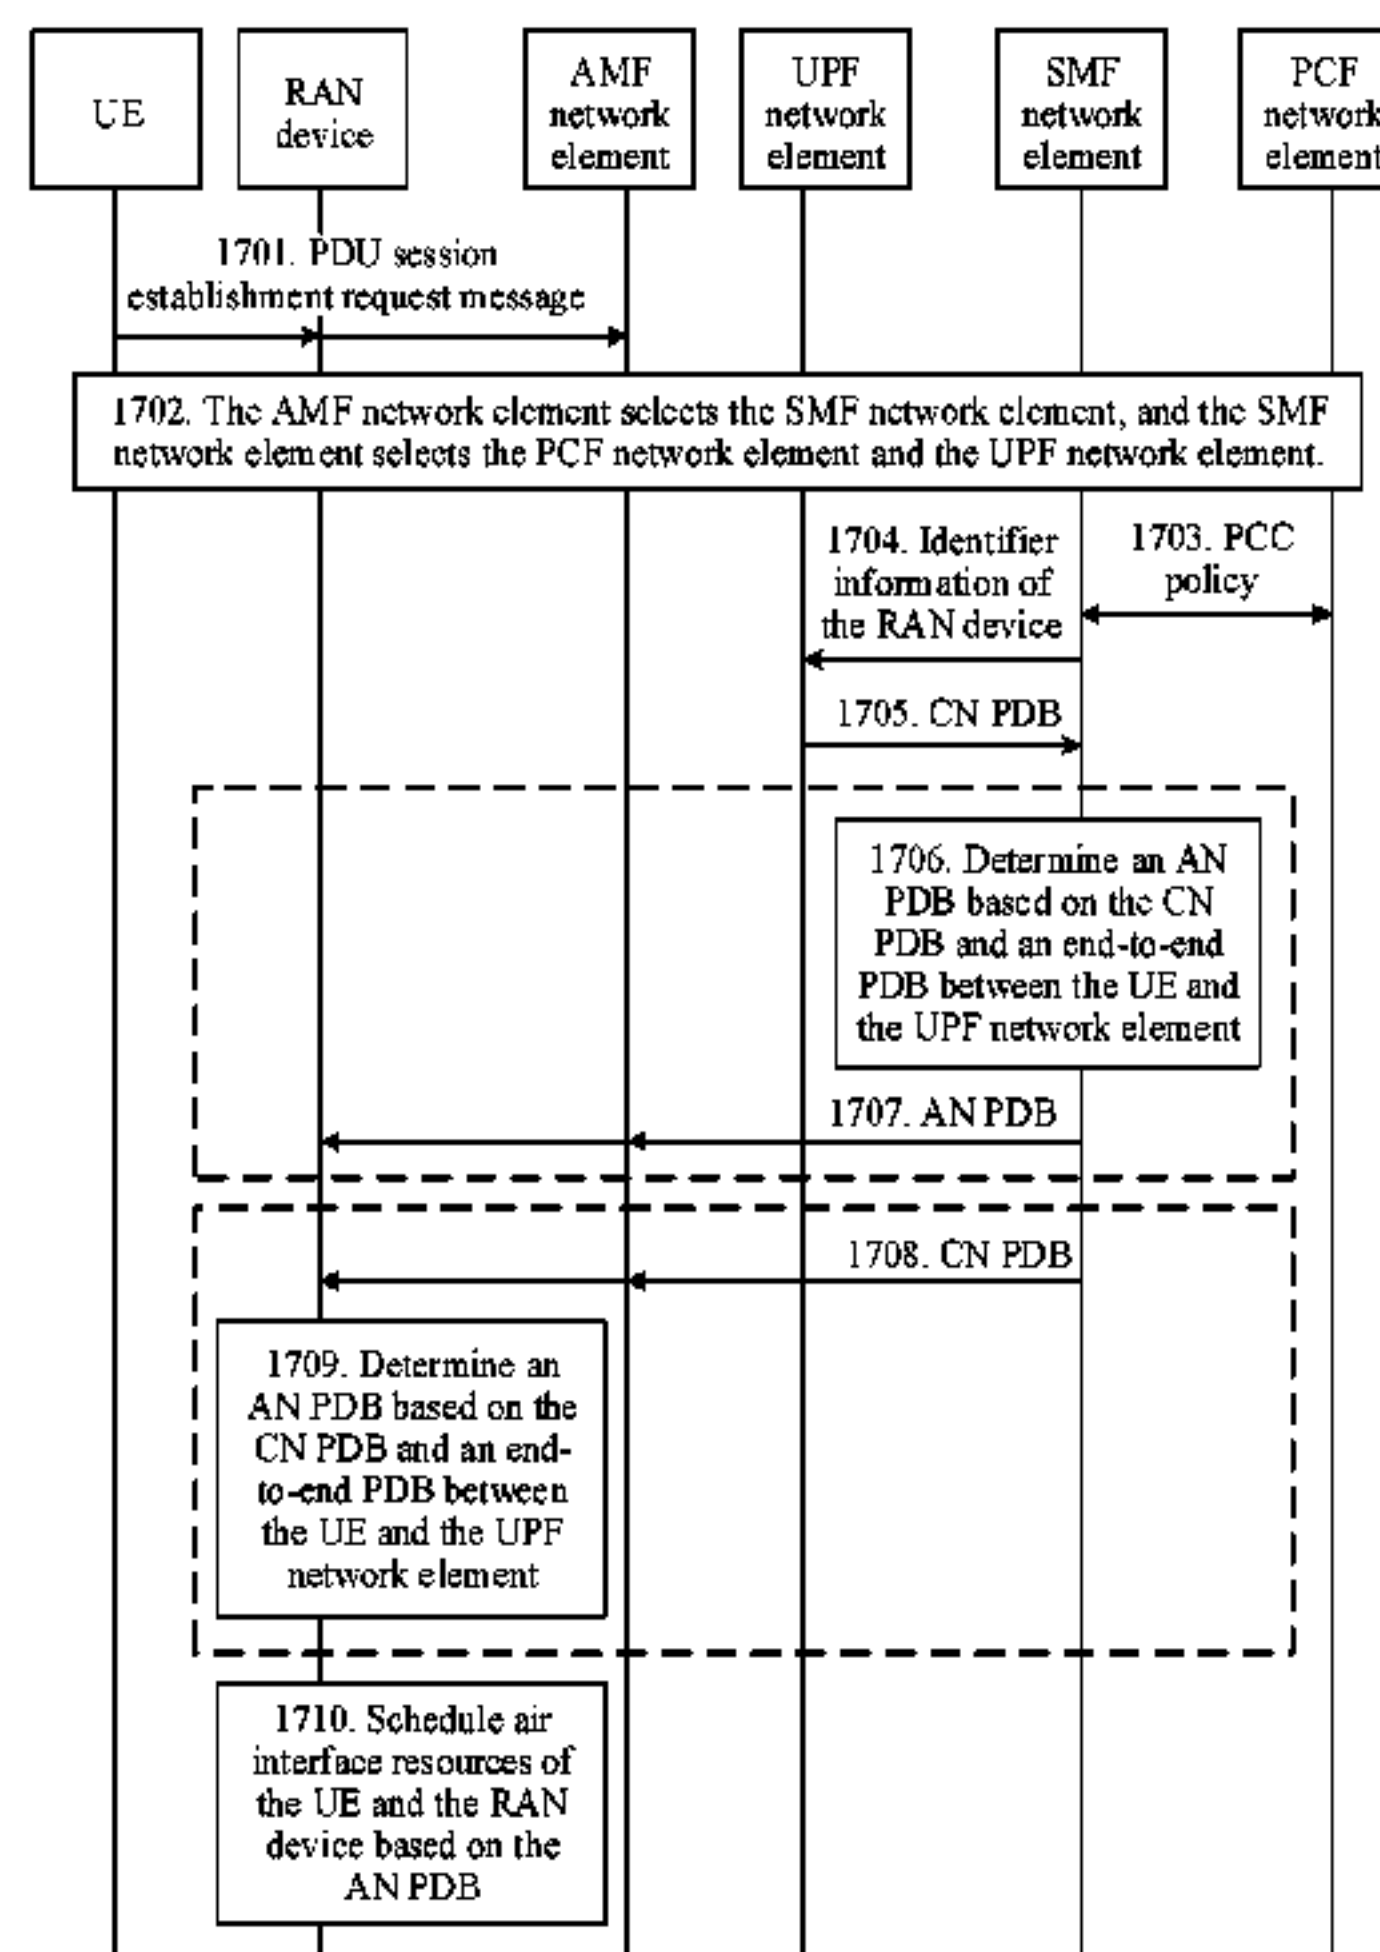 UE
RAN
device
AMF
network
element
UPF
network
element
SMF
network
element
PCF
network
element
1701. PDU session
establishment request message
1702. The AMF network element selects the SMF network element, and the SMF
network element selects the PCF network element and the UPF network element.
1703. PCC
policy
1704. Identifier
information of
the RAN device
1705. CN PDB
1706. Determine an AN
PDB based on the CN
PDB and an end-to-end
PDB between the UE and
the UPF network element
1707. AN PDB
1708. CN PDB
1709. Determine an
AN PDB based on the
CN PDB and an end-
to-end PDB between
the UE and the UPF
network element
1710. Schedule air
interface resources of
the UE and the RAN
device based on the
AN PDB